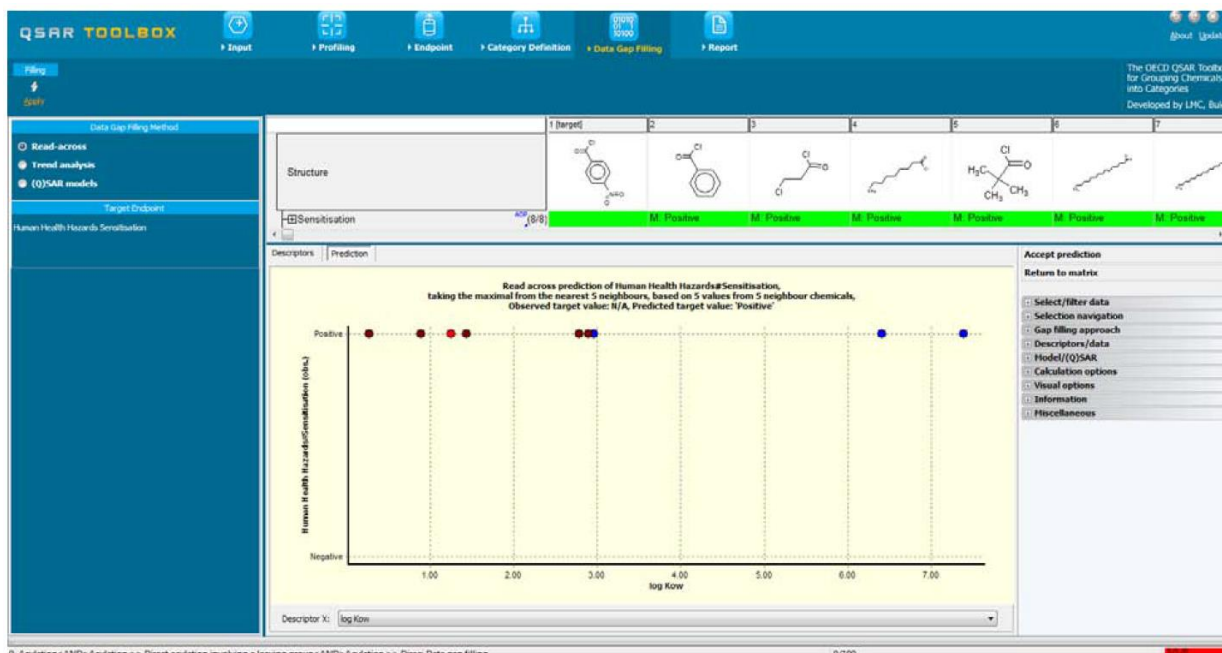 QSAR TOOLBOX
Input
Profiling
Endpoint
Category Definition
Data Gap Filling
Report
About Update
Filling
Apply
The OECD QSAR Toolbox
for Grouping Chemicals
into Categories
Developed by LMC, Bul
Data Gap Filling Method
Read-across
Trend analysis
(Q)SAR models
Target Endpoint
Human Health Hazards Sensitisation
1 [target] 2 3 4 5 6 7
Structure
Sensitisation (8/8) M: Positive M: Positive M: Positive M: Positive M: Positive M: Positive
Descriptors Prediction
Read across prediction of Human Health Hazards#Sensitisation,
taking the maximal from the nearest 5 neighbours, based on 5 values from 5 neighbour chemicals,
Observed target value: N/A, Predicted target value: 'Positive'
Positive
Human Health Hazards#Sensitisation (obs.)
Negative
1.00 2.00 3.00 4.00 5.00 6.00 7.00
log Kow
Descriptor X: log Kow
Accept prediction
Return to matrix
Select/filter data
Selection navigation
Gap filling approach
Descriptors/data
Model/(Q)SAR
Calculation options
Visual options
Information
Miscellaneous